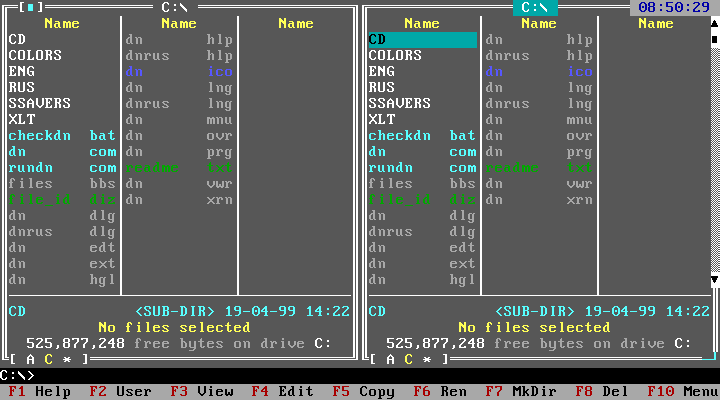 [■] C:\ C:\ 08:50:29
Name Name Name Name Name Name
CD dn hlp CD dn hlp
COLORS dnrus hlp COLORS dnrus hlp
ENG dn ico ENG dn ico
RUS dn lng RUS dn lng
SSAVERS dnrus lng SSAVERS dnrus lng
XLT dn mnu XLT dn mnu
checkdn bat dn ovr checkdn bat dn ovr
dn com dn prg dn com dn prg
rundn com readme txt rundn com readme txt
files bbs dn vwr files bbs dn vwr
file_id diz dn xrn file_id diz dn xrn
dn dlg dn dlg
dnrus dlg dnrus dlg
dn edt dn edt
dn ext dn ext
dn hgl dn hgl
CD <SUB-DIR> 19-04-99 14:22 CD <SUB-DIR> 19-04-99 14:22
No files selected No files selected
525,877,248 free bytes on drive C: 525,877,248 free bytes on drive C:
[ A C * ] [ A C * ]
C:\>
F1 Help F2 User F3 View F4 Edit F5 Copy F6 Ren F7 MkDir F8 Del F10 Menu